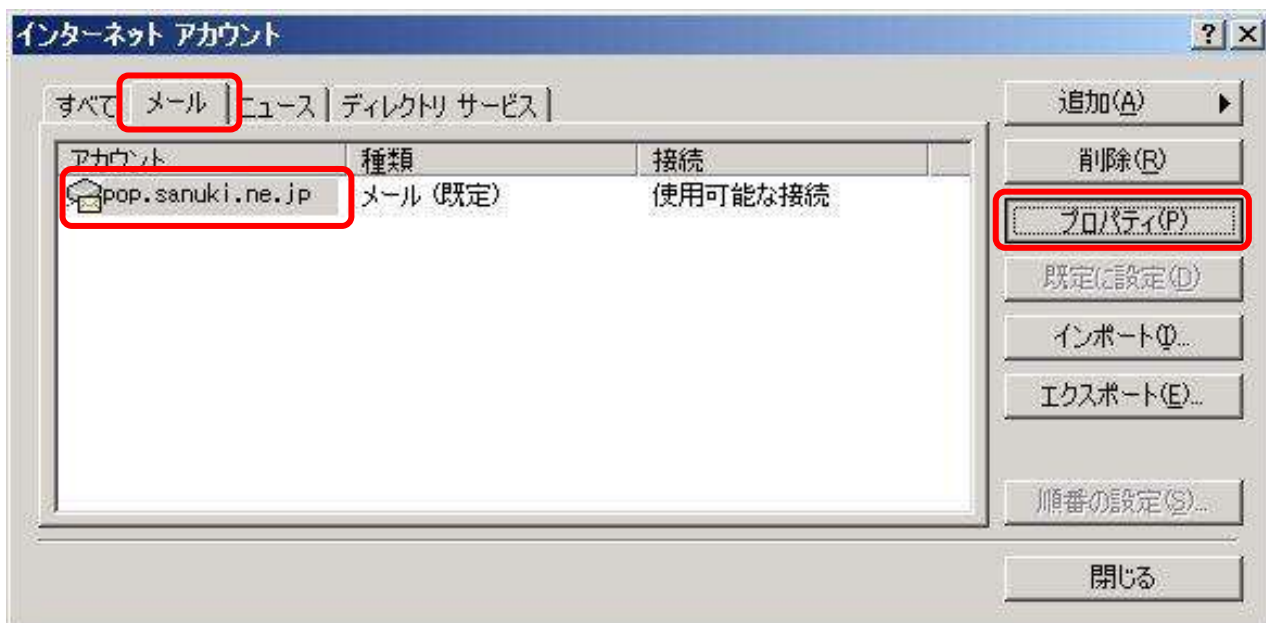 インターネット アカウント
すべて メール ニュース ディレクトリ サービス
追加(A)
アカウント 種類 接続
削除(R)
pop.sanuki.ne.jp メール (既定) 使用可能な接続
プロパティ(P)
既定に設定(D)
インポート(I)...
エクスポート(E)...
順番の設定(S)...
閉じる